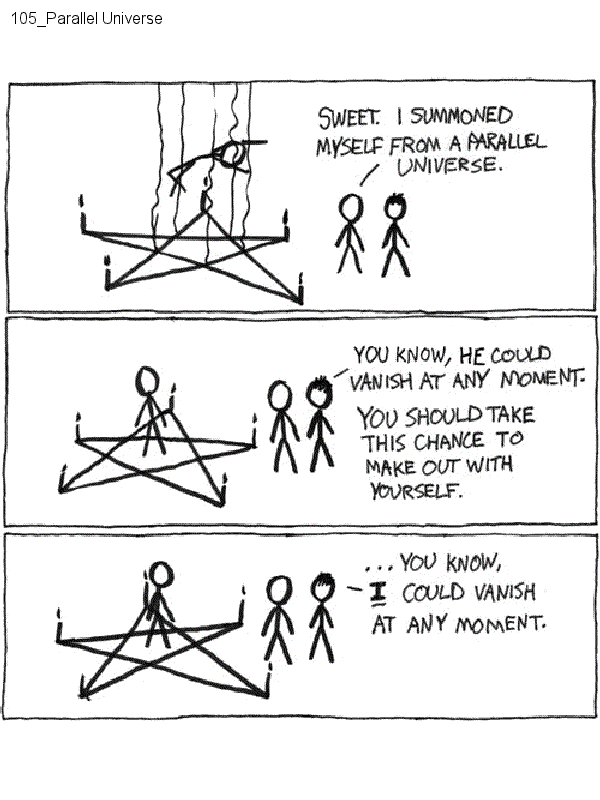 105_Parallel Universe
SWEET. I SUMMONED
MYSELF FROM A PARALLEL
UNIVERSE.
YOU KNOW, HE COULD
VANISH AT ANY MOMENT.
YOU SHOULD TAKE
THIS CHANCE TO
MAKE OUT WITH
YOURSELF.
...YOU KNOW,
I COULD VANISH
AT ANY MOMENT.